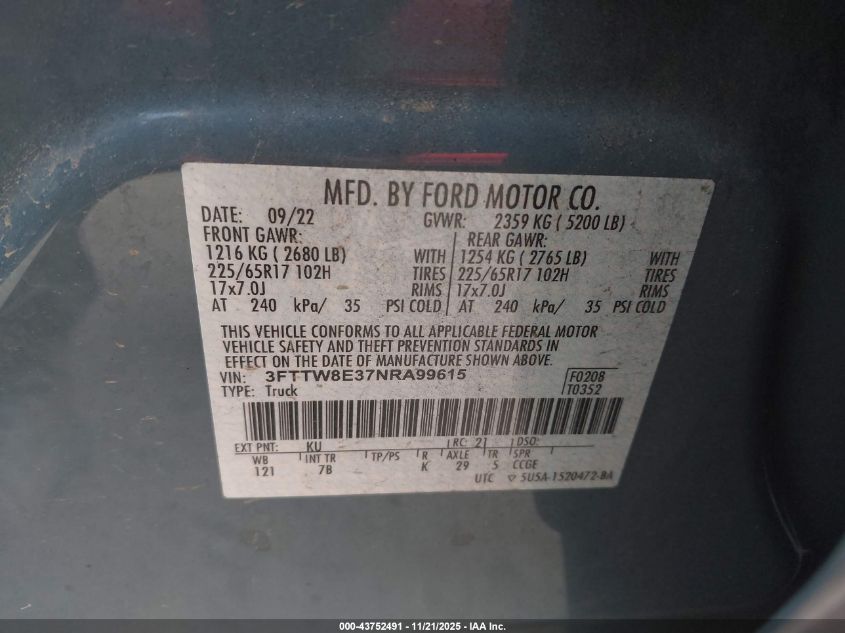 MFD. BY FORD MOTOR CO.
DATE: 09/22 GVWR: 2359 KG ( 5200 LB)
FRONT GAWR: REAR GAWR:
1216 KG ( 2680 LB) WITH 1254 KG ( 2765 LB) WITH
225/65R17 102H TIRES 225/65R17 102H TIRES
17x7.0J RIMS 17x7.0J RIMS
AT 240 kPa/ 35 PSI COLD AT 240 kPa/ 35 PSI COLD
THIS VEHICLE CONFORMS TO ALL APPLICABLE FEDERAL MOTOR
VEHICLE SAFETY AND THEFT PREVENTION STANDARDS IN
EFFECT ON THE DATE OF MANUFACTURE SHOWN ABOVE.
VIN: 3FTTW8E37NRA99615 F0208
TYPE: Truck T0352
EXT PNT: KU RC: 21 DSO:
WB INT TR TP/PS R AXLE TR SPR
121 7B K 29 5 CCGE
UTC ▽ 5U5A-1520472-BA
000-43752491 - 11/21/2025 - IAA Inc.